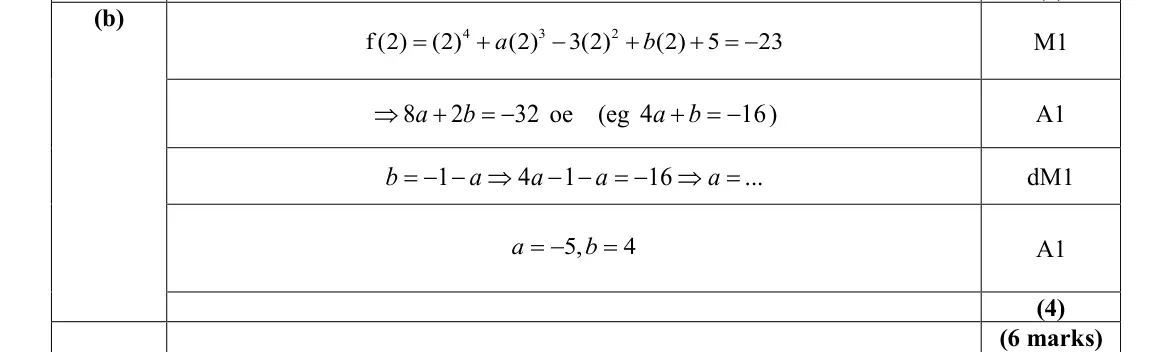 (b)
f(2) = (2)⁴ + a(2)³ − 3(2)² + b(2) + 5 = −23 M1
⇒ 8a + 2b = −32 oe (eg 4a + b = −16) A1
b = −1 − a ⇒ 4a − 1 − a = −16 ⇒ a = ... dM1
a = −5, b = 4 A1
(4)
(6 marks)